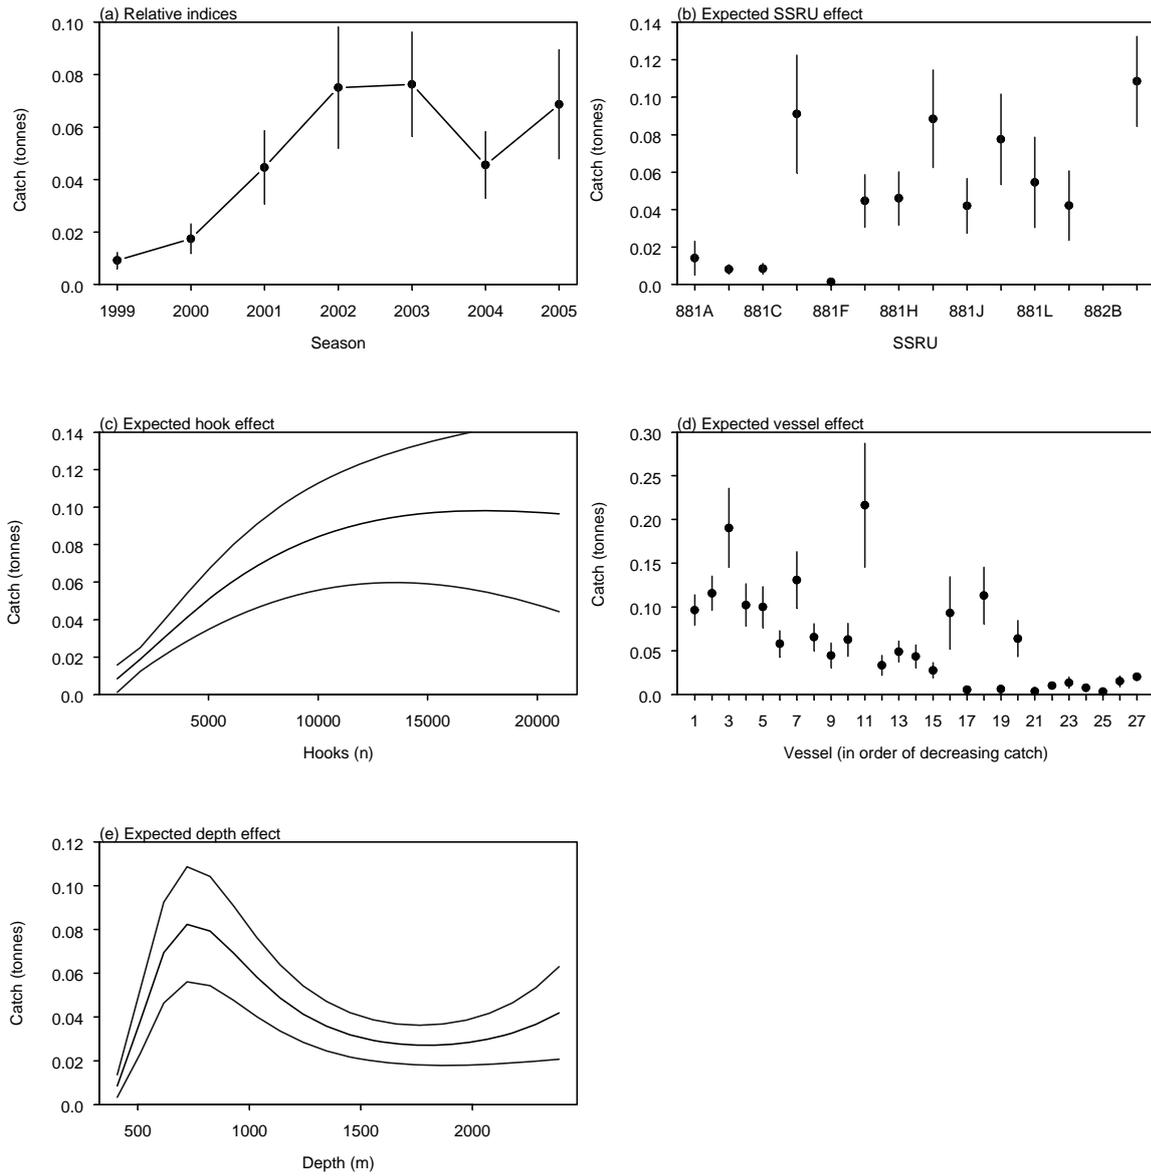 (a) Relative indices
0.10
0.08
0.06
0.04
0.02
0.0
Catch (tonnes)
1999 2000 2001 2002 2003 2004 2005
Season
(b) Expected SSRU effect
0.14
0.12
0.10
0.08
0.06
0.04
0.02
0.0
Catch (tonnes)
881A 881C 881F 881H 881J 881L 882B
SSRU
(c) Expected hook effect
0.14
0.12
0.10
0.08
0.06
0.04
0.02
0.0
Catch (tonnes)
5000 10000 15000 20000
Hooks (n)
(d) Expected vessel effect
0.30
0.25
0.20
0.15
0.10
0.05
0.0
Catch (tonnes)
1 3 5 7 9 11 13 15 17 19 21 23 25 27
Vessel (in order of decreasing catch)
(e) Expected depth effect
0.12
0.10
0.08
0.06
0.04
0.02
0.0
Catch (tonnes)
500 1000 1500 2000
Depth (m)